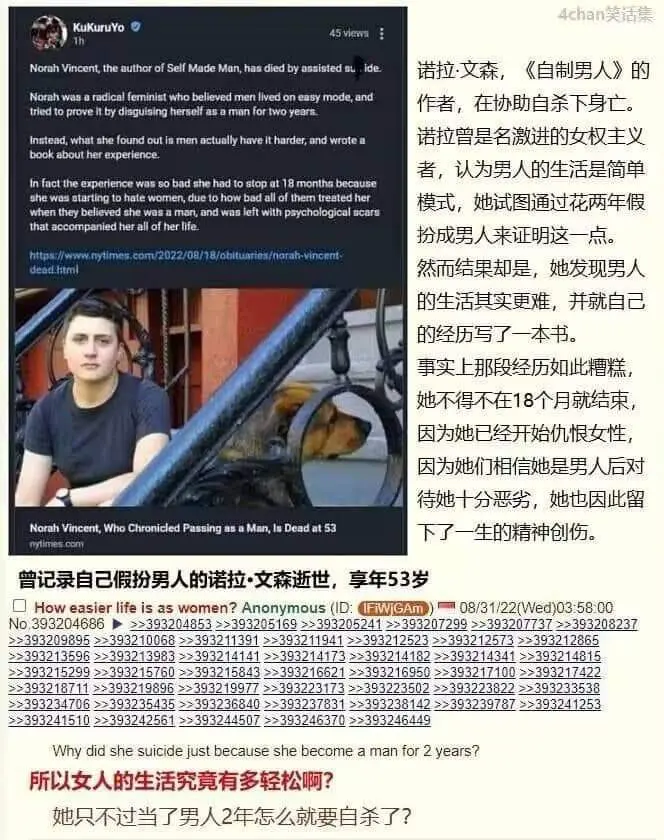 4chan笑话集
KuKuruYo
1h
45 views
Norah Vincent, the author of Self Made Man, has died by assisted suicide.
Norah was a radical feminist who believed men lived on easy mode, and
tried to prove it by disguising herself as a man for two years.
Instead, what she found out is men actually have it harder, and wrote a
book about her experience.
In fact the experience was so bad she had to stop at 18 months because
she was starting to hate women, due to how bad all of them treated her
when they believed she was a man, and was left with psychological scars
that accompanied her all of her life.
https://www.nytimes.com/2022/08/18/obituaries/norah-vincent-
dead.html
Norah Vincent, Who Chronicled Passing as a Man, Is Dead at 53
nytimes.com
诺拉·文森，《自制男人》的
作者，在协助自杀下身亡。
诺拉曾是名激进的女权主义
者，认为男人的生活是简单
模式，她试图通过花两年假
扮成男人来证明这一点。
然而结果却是，她发现男人
的生活其实更难，并就自己
的经历写了一本书。
事实上那段经历如此糟糕，
她不得不在18个月就结束，
因为她已经开始仇恨女性，
因为她们相信她是男人后对
待她十分恶劣，她也因此留
下了一生的精神创伤。
曾记录自己假扮男人的诺拉·文森逝世，享年53岁
How easier life is as women? Anonymous (ID: IFiWjGAm) 08/31/22(Wed)03:58:00
No.393204686 ▶ >>393204853 >>393205169 >>393205241 >>393207299 >>393207737 >>393208237
>>393209895 >>393210068 >>393211391 >>393211941 >>393212523 >>393212573 >>393212865
>>393213596 >>393213983 >>393214141 >>393214173 >>393214182 >>393214341 >>393214815
>>393215299 >>393215760 >>393215843 >>393216621 >>393216950 >>393217100 >>393217422
>>393218711 >>393219896 >>393219977 >>393223173 >>393223502 >>393223822 >>393233538
>>393234706 >>393235435 >>393236840 >>393237831 >>393238142 >>393239787 >>393241253
>>393241510 >>393242561 >>393244507 >>393246370 >>393246449
Why did she suicide just because she become a man for 2 years?
所以女人的生活究竟有多轻松啊？
她只不过当了男人2年怎么就要自杀了？